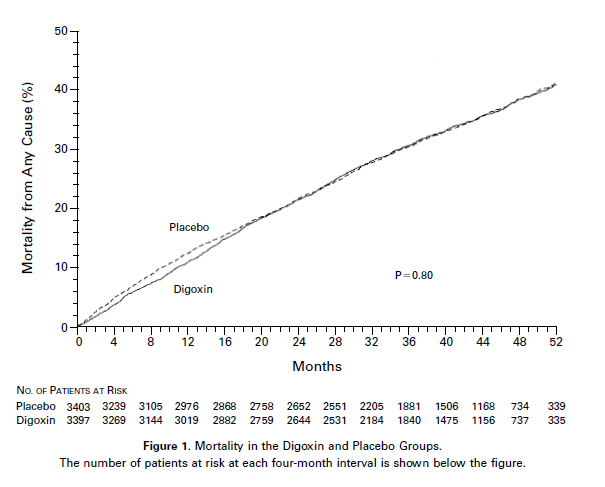 50
40
30
20
10
0
Mortality from Any Cause (%)
Placebo
Digoxin
P=0.80
0 4 8 12 16 20 24 28 32 36 40 44 48 52
Months
No. of Patients at Risk
Placebo 3403 3239 3105 2976 2868 2758 2652 2551 2205 1881 1506 1168 734 339
Digoxin 3397 3269 3144 3019 2882 2759 2644 2531 2184 1840 1475 1156 737 335
Figure 1. Mortality in the Digoxin and Placebo Groups.
The number of patients at risk at each four-month interval is shown below the figure.